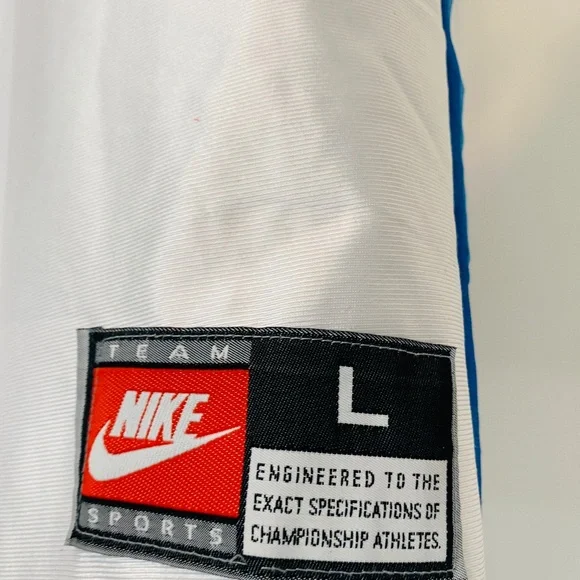 TEAM
NIKE
SPORTS
L
ENGINEERED TO THE
EXACT SPECIFICATIONS OF
CHAMPIONSHIP ATHLETES.